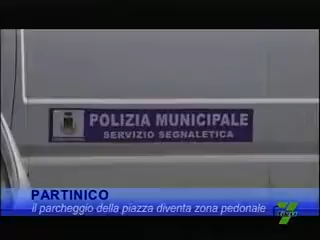 POLIZIA MUNICIPALE
SERVIZIO SEGNALETICA
PARTINICO
il parcheggio della piazza diventa zona pedonale